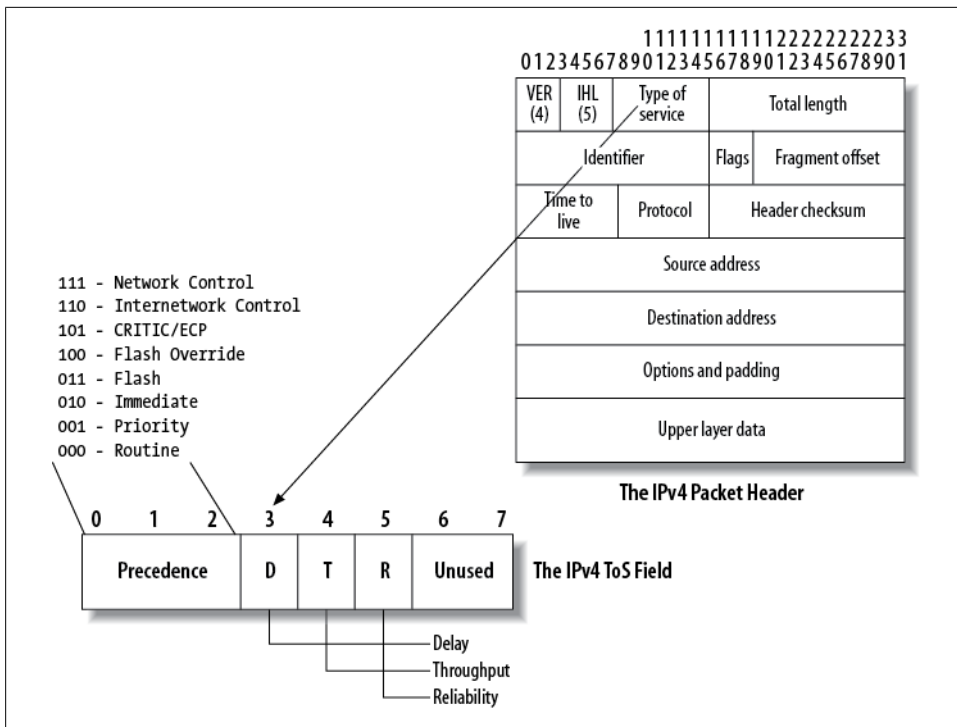 1111111111222222222233
01234567890123456789012345678901
VER
(4)
IHL
(5)
Type of
service
Total length
Identifier
Flags
Fragment offset
Time to
live
Protocol
Header checksum
Source address
Destination address
Options and padding
Upper layer data
The IPv4 Packet Header
111 - Network Control
110 - Internetwork Control
101 - CRITIC/ECP
100 - Flash Override
011 - Flash
010 - Immediate
001 - Priority
000 - Routine
0 1 2 3 4 5 6 7
Precedence D T R Unused
The IPv4 ToS Field
Delay
Throughput
Reliability